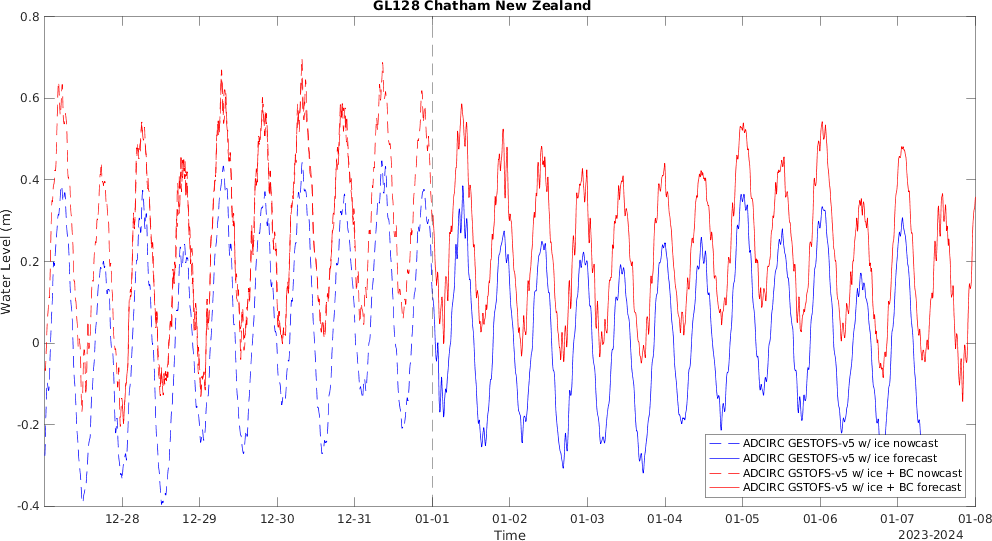 GL128 Chatham New Zealand
0.8
0.6
0.4
0.2
0
-0.2
-0.4
Water Level (m)
12-28
12-29
12-30
12-31
01-01
01-02
01-03
01-04
01-05
01-06
01-07
01-08
Time
2023-2024
ADCIRC GESTOFS-v5 w/ ice nowcast
ADCIRC GESTOFS-v5 w/ ice forecast
ADCIRC GSTOFS-v5 w/ ice + BC nowcast
ADCIRC GSTOFS-v5 w/ ice + BC forecast